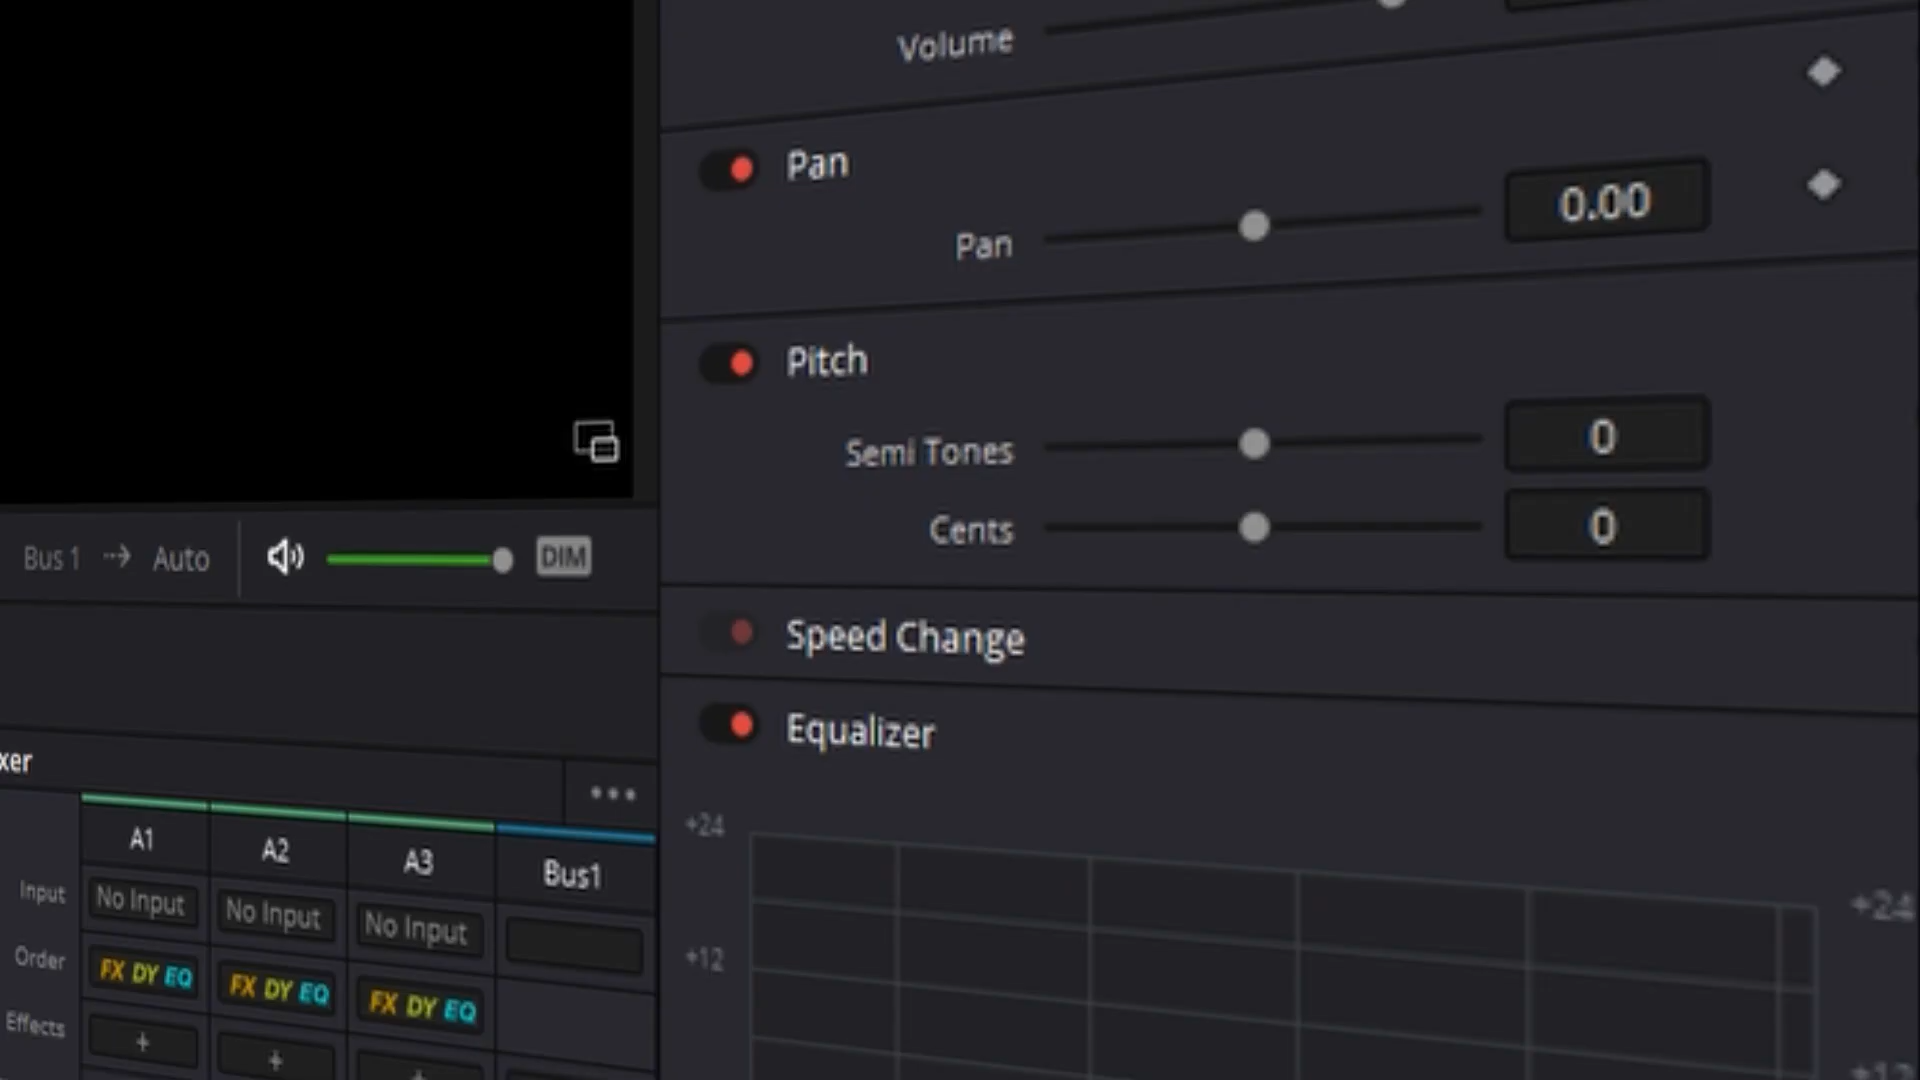 Volume
Pan
Pan 0.00
Pitch
Semi Tones 0
Cents 0
Speed Change
Equalizer
+24
+24
+12
+12
Bus 1 Auto DIM
xer
A1 A2 A3 Bus1
Input No Input No Input No Input
Order FX DY EQ FX DY EQ FX DY EQ
Effects + + +